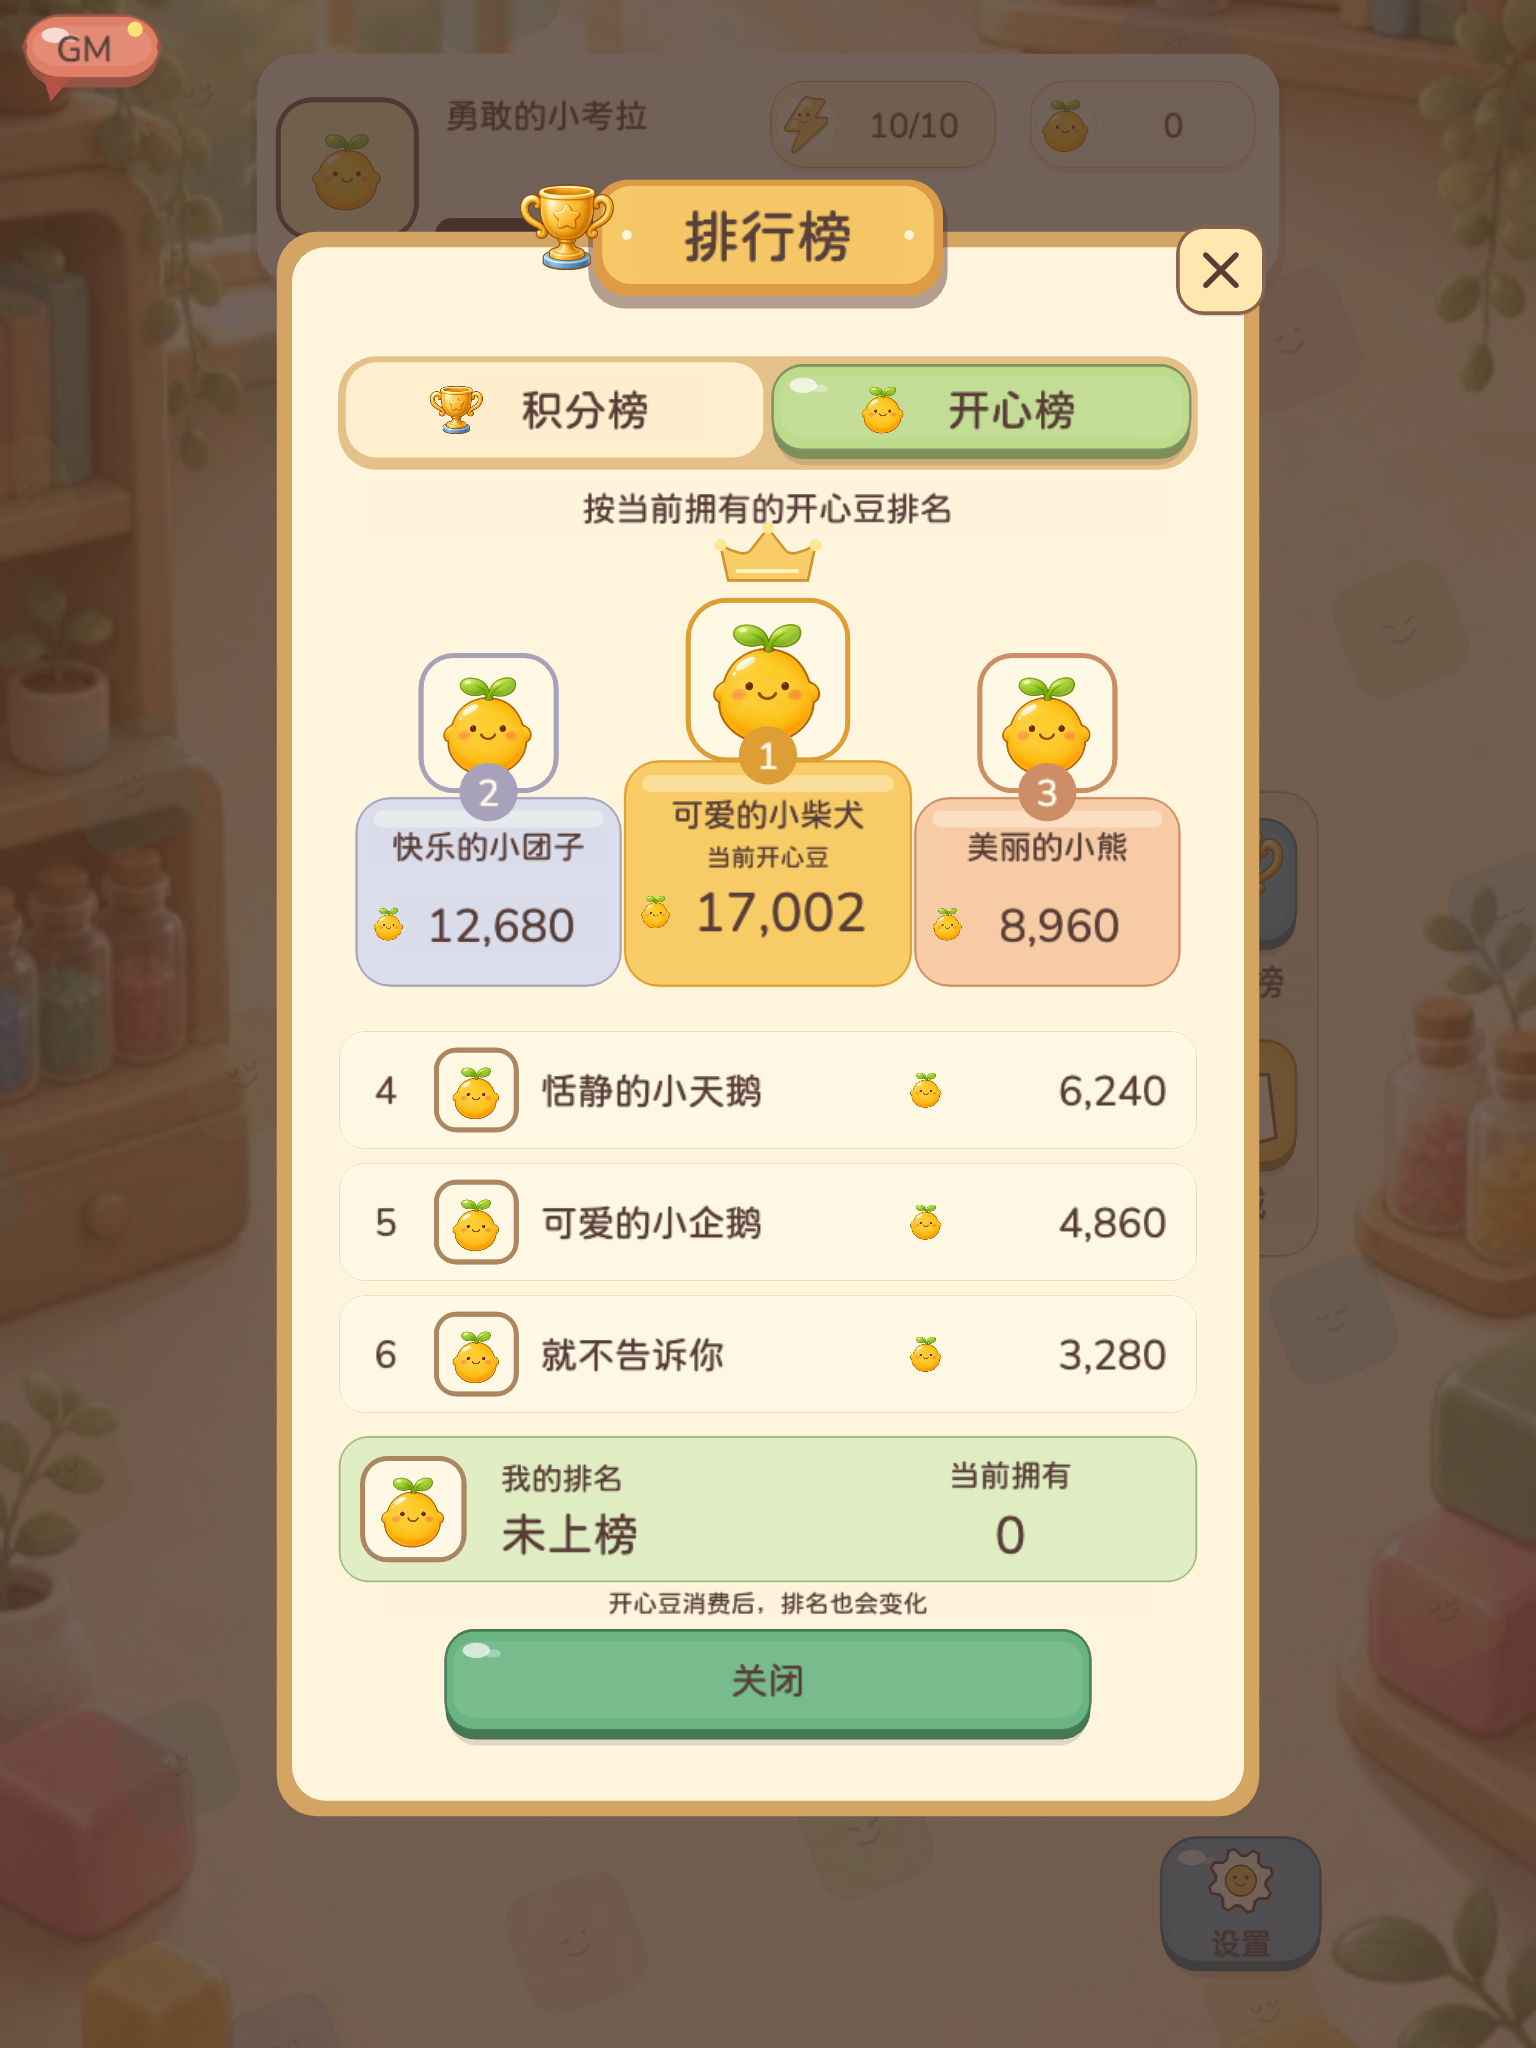 GM
勇敢的小考拉
10/10
0
排行榜
积分榜
开心榜
按当前拥有的开心豆排名
1
2
3
可爱的小柴犬
当前开心豆
17,002
快乐的小团子
12,680
美丽的小熊
8,960
榜
4 恬静的小天鹅 6,240
5 可爱的小企鹅 4,860
6 就不告诉你 3,280
我的排名
未上榜
当前拥有
0
开心豆消费后，排名也会变化
关闭
设置